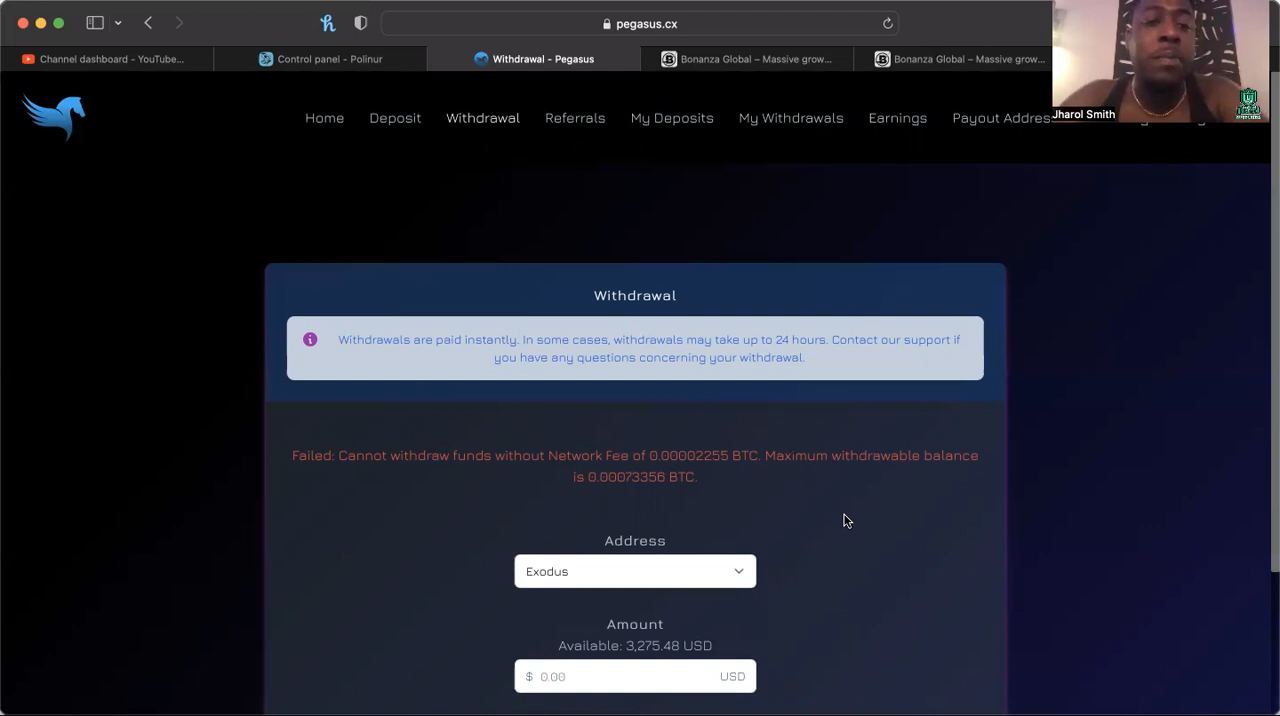 pegasus.cx
Channel dashboard - YouTube...
Control panel - Polinur
Withdrawal - Pegasus
Bonanza Global – Massive grow...
Bonanza Global – Massive grow...
Home
Deposit
Withdrawal
Referrals
My Deposits
My Withdrawals
Earnings
Payout Addres
Jharol Smith
Withdrawal
Withdrawals are paid instantly. In some cases, withdrawals may take up to 24 hours. Contact our support if
you have any questions concerning your withdrawal.
Failed: Cannot withdraw funds without Network Fee of 0.00002255 BTC. Maximum withdrawable balance
is 0.00073356 BTC.
Address
Exodus
Amount
Available: 3,275.48 USD
$ 0.00 USD